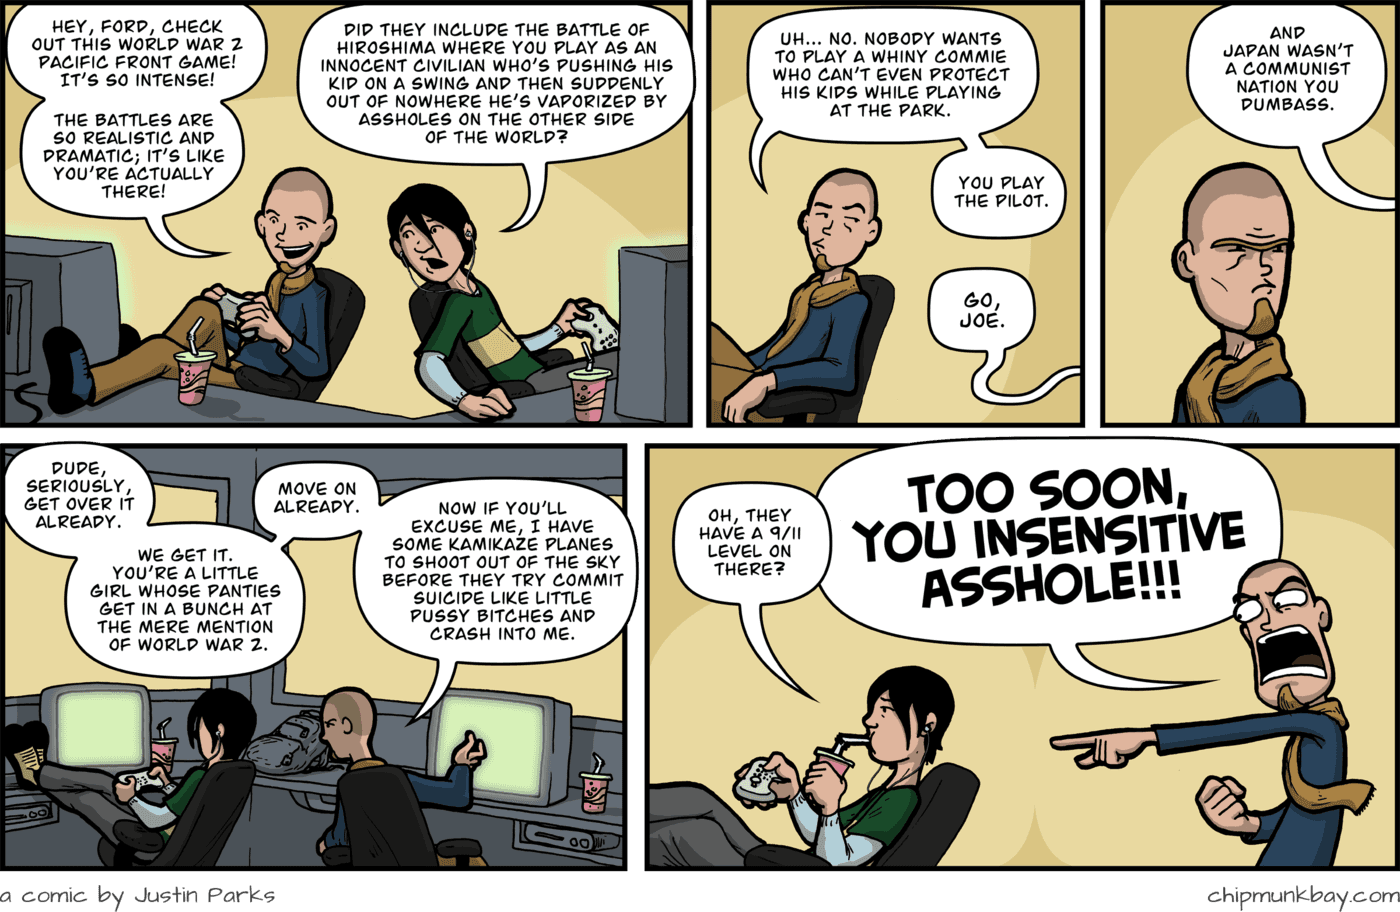 HEY, FORD, CHECK
OUT THIS WORLD WAR 2
PACIFIC FRONT GAME!
IT'S SO INTENSE!
THE BATTLES ARE
SO REALISTIC AND
DRAMATIC; IT'S LIKE
YOU'RE ACTUALLY
THERE!
DID THEY INCLUDE THE BATTLE OF
HIROSHIMA WHERE YOU PLAY AS AN
INNOCENT CIVILIAN WHO'S PUSHING HIS
KID ON A SWING AND THEN SUDDENLY
OUT OF NOWHERE HE'S VAPORIZED BY
ASSHOLES ON THE OTHER SIDE
OF THE WORLD?
UH... NO. NOBODY WANTS
TO PLAY A WHINY COMMIE
WHO CAN'T EVEN PROTECT
HIS KIDS WHILE PLAYING
AT THE PARK.
YOU PLAY
THE PILOT.
GO,
JOE.
AND
JAPAN WASN'T
A COMMUNIST
NATION YOU
DUMBASS.
DUDE,
SERIOUSLY,
GET OVER IT
ALREADY.
WE GET IT.
YOU'RE A LITTLE
GIRL WHOSE PANTIES
GET IN A BUNCH AT
THE MERE MENTION
OF WORLD WAR 2.
MOVE ON
ALREADY.
NOW IF YOU'LL
EXCUSE ME, I HAVE
SOME KAMIKAZE PLANES
TO SHOOT OUT OF THE SKY
BEFORE THEY TRY COMMIT
SUICIDE LIKE LITTLE
PUSSY BITCHES AND
CRASH INTO ME.
OH, THEY
HAVE A 9/11
LEVEL ON
THERE?
TOO SOON,
YOU INSENSITIVE
ASSHOLE!!!
a comic by Justin Parks
chipmunkbay.com